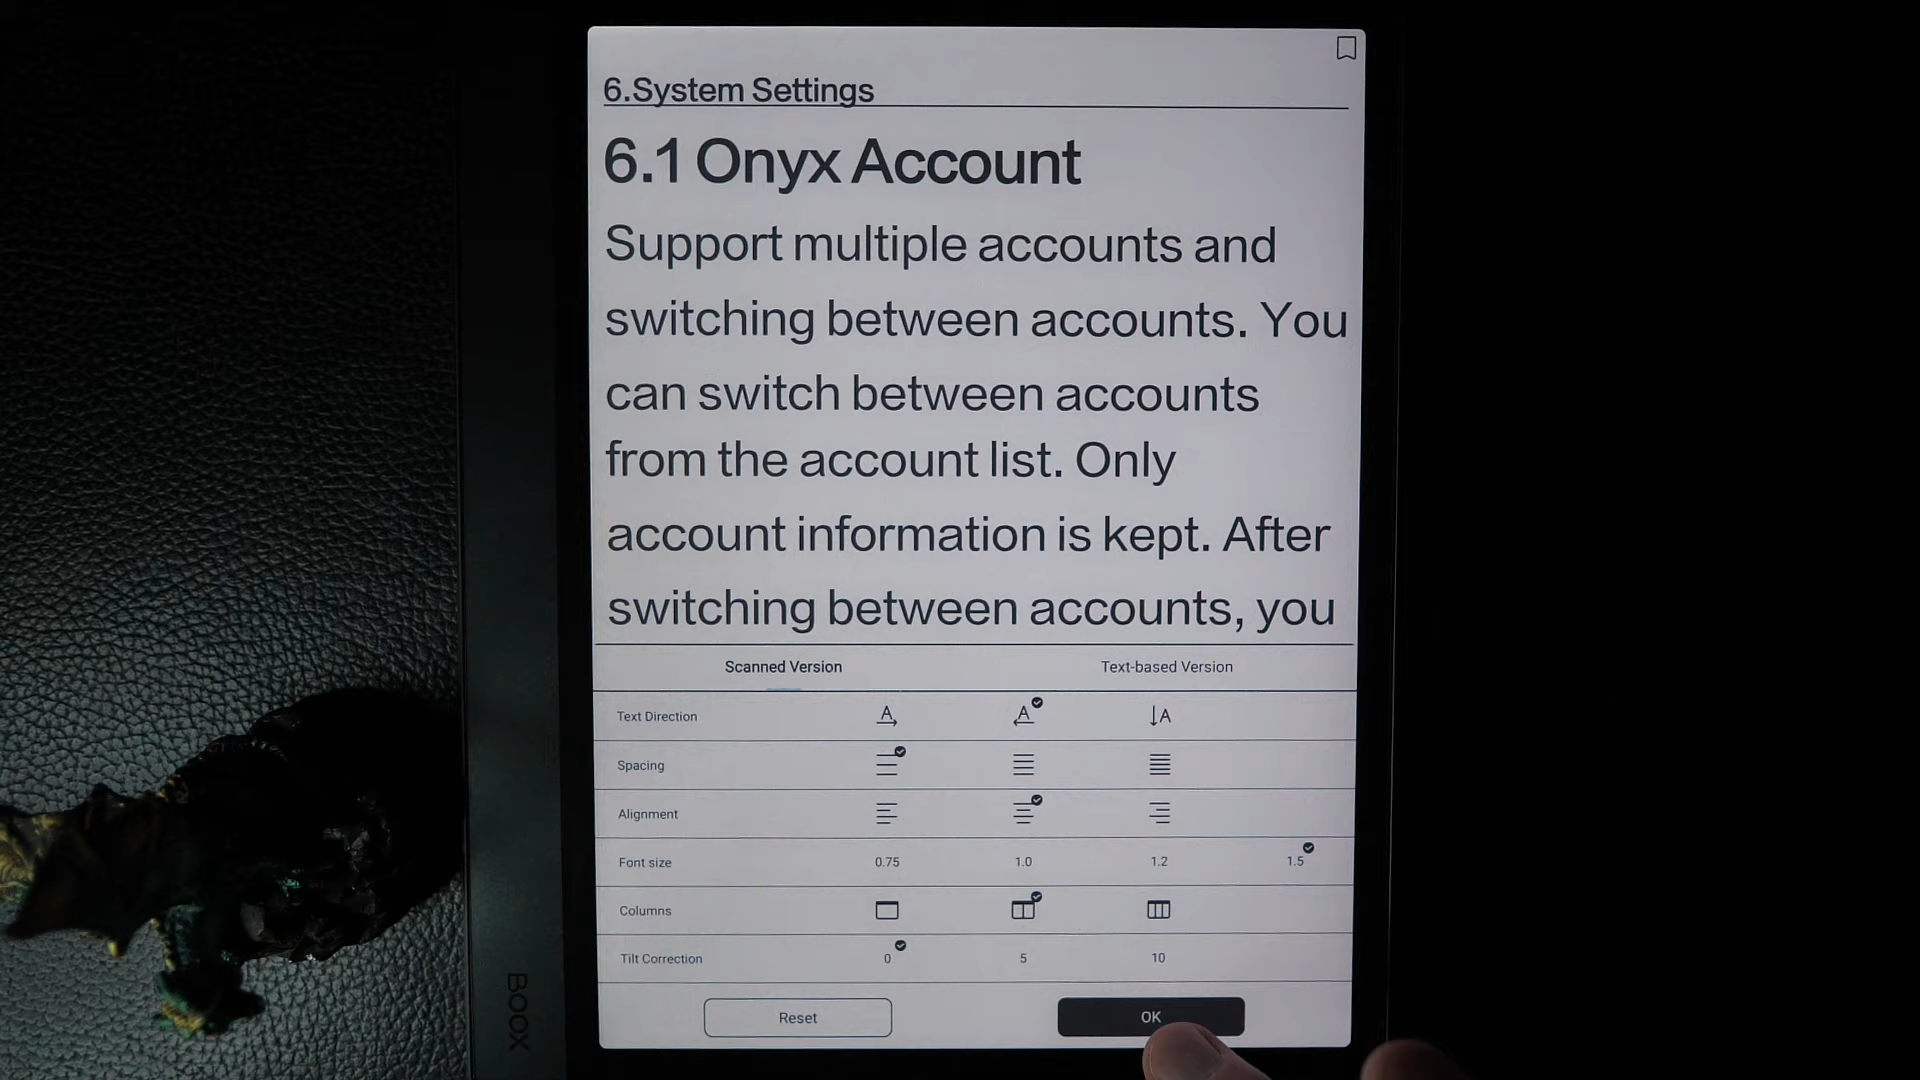 6.System Settings
6.1 Onyx Account
Support multiple accounts and
switching between accounts. You
can switch between accounts
from the account list. Only
account information is kept. After
switching between accounts, you
Scanned Version Text-based Version
Text Direction A A A
Spacing
Alignment
Font size 0.75 1.0 1.2 1.5
Columns
Tilt Correction 0 5 10
Reset OK
BOOX